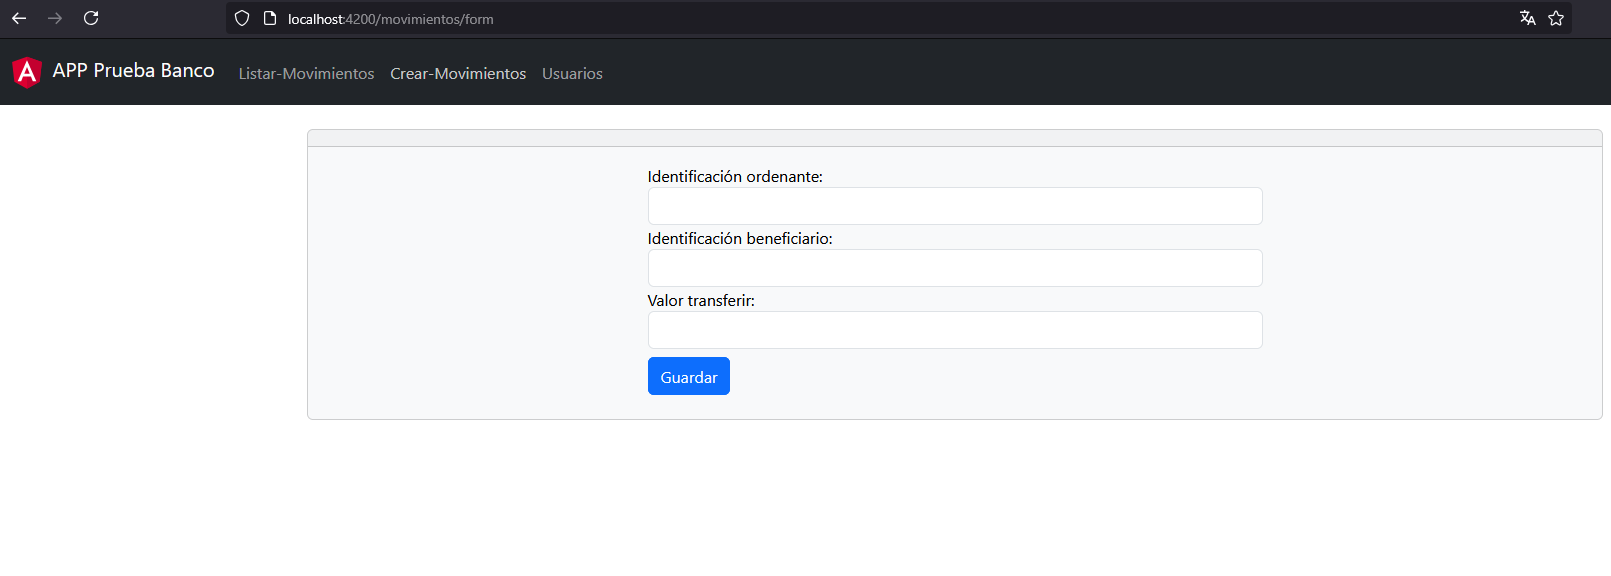 localhost:4200/movimientos/form
APP Prueba Banco Listar-Movimientos Crear-Movimientos Usuarios
Identificación ordenante:
Identificación beneficiario:
Valor transferir:
Guardar